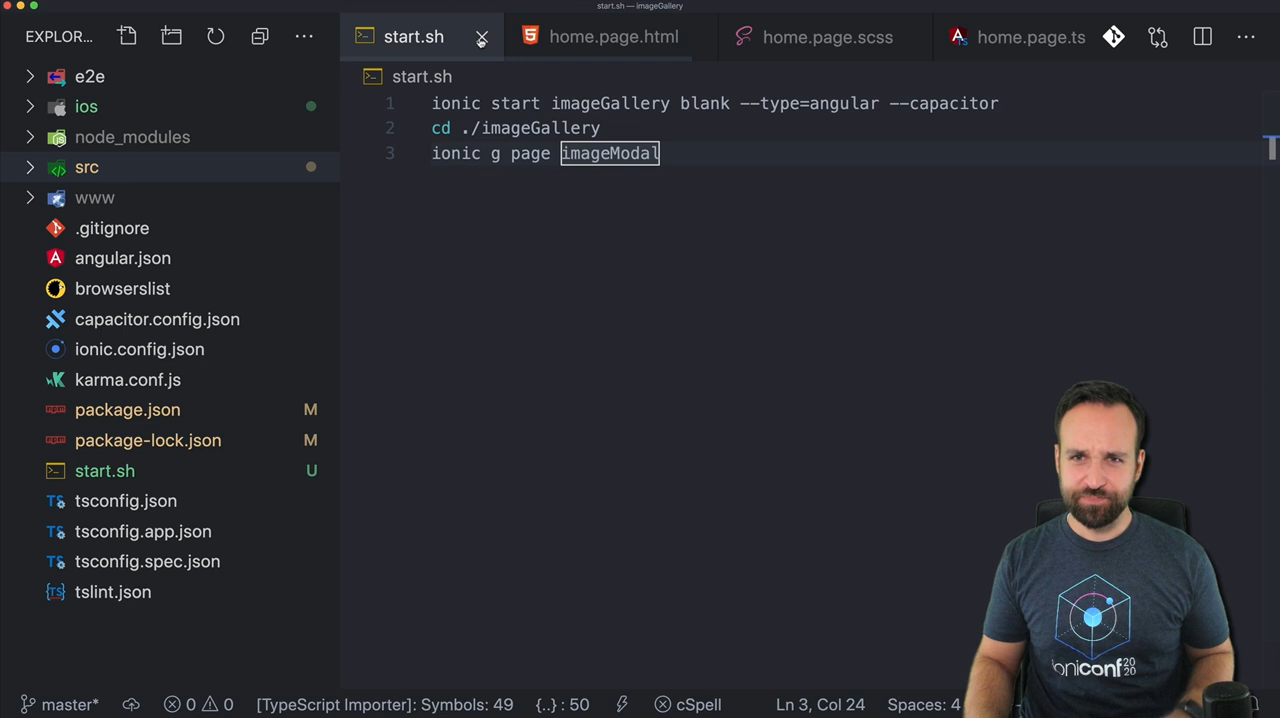 start.sh — imageGallery
EXPLOR...
start.sh
home.page.html
home.page.scss
home.page.ts
e2e
ios
node_modules
src
www
.gitignore
angular.json
browserslist
capacitor.config.json
ionic.config.json
karma.conf.js
package.json M
package-lock.json M
start.sh U
tsconfig.json
tsconfig.app.json
tsconfig.spec.json
tslint.json
start.sh
1 ionic start imageGallery blank --type=angular --capacitor
2 cd ./imageGallery
3 ionic g page imageModal
ioniconf 2020
master* 0 0 [TypeScript Importer]: Symbols: 49 {..} : 50 cSpell Ln 3, Col 24 Spaces: 4